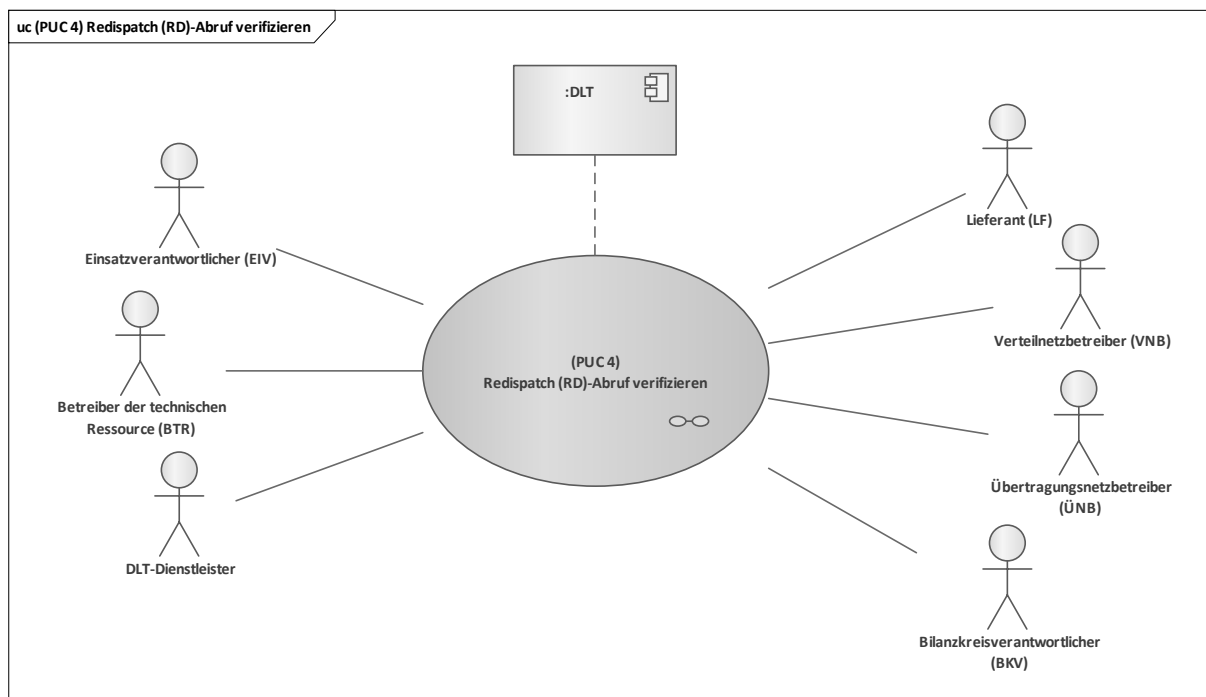 uc (PUC 4) Redispatch (RD)-Abruf verifizieren
:DLT
Einsatzverantwortlicher (EIV)
Betreiber der technischen
Ressource (BTR)
DLT-Dienstleister
(PUC 4)
Redispatch (RD)-Abruf verifizieren
Lieferant (LF)
Verteilnetzbetreiber (VNB)
Übertragungsnetzbetreiber
(ÜNB)
Bilanzkreisverantwortlicher
(BKV)